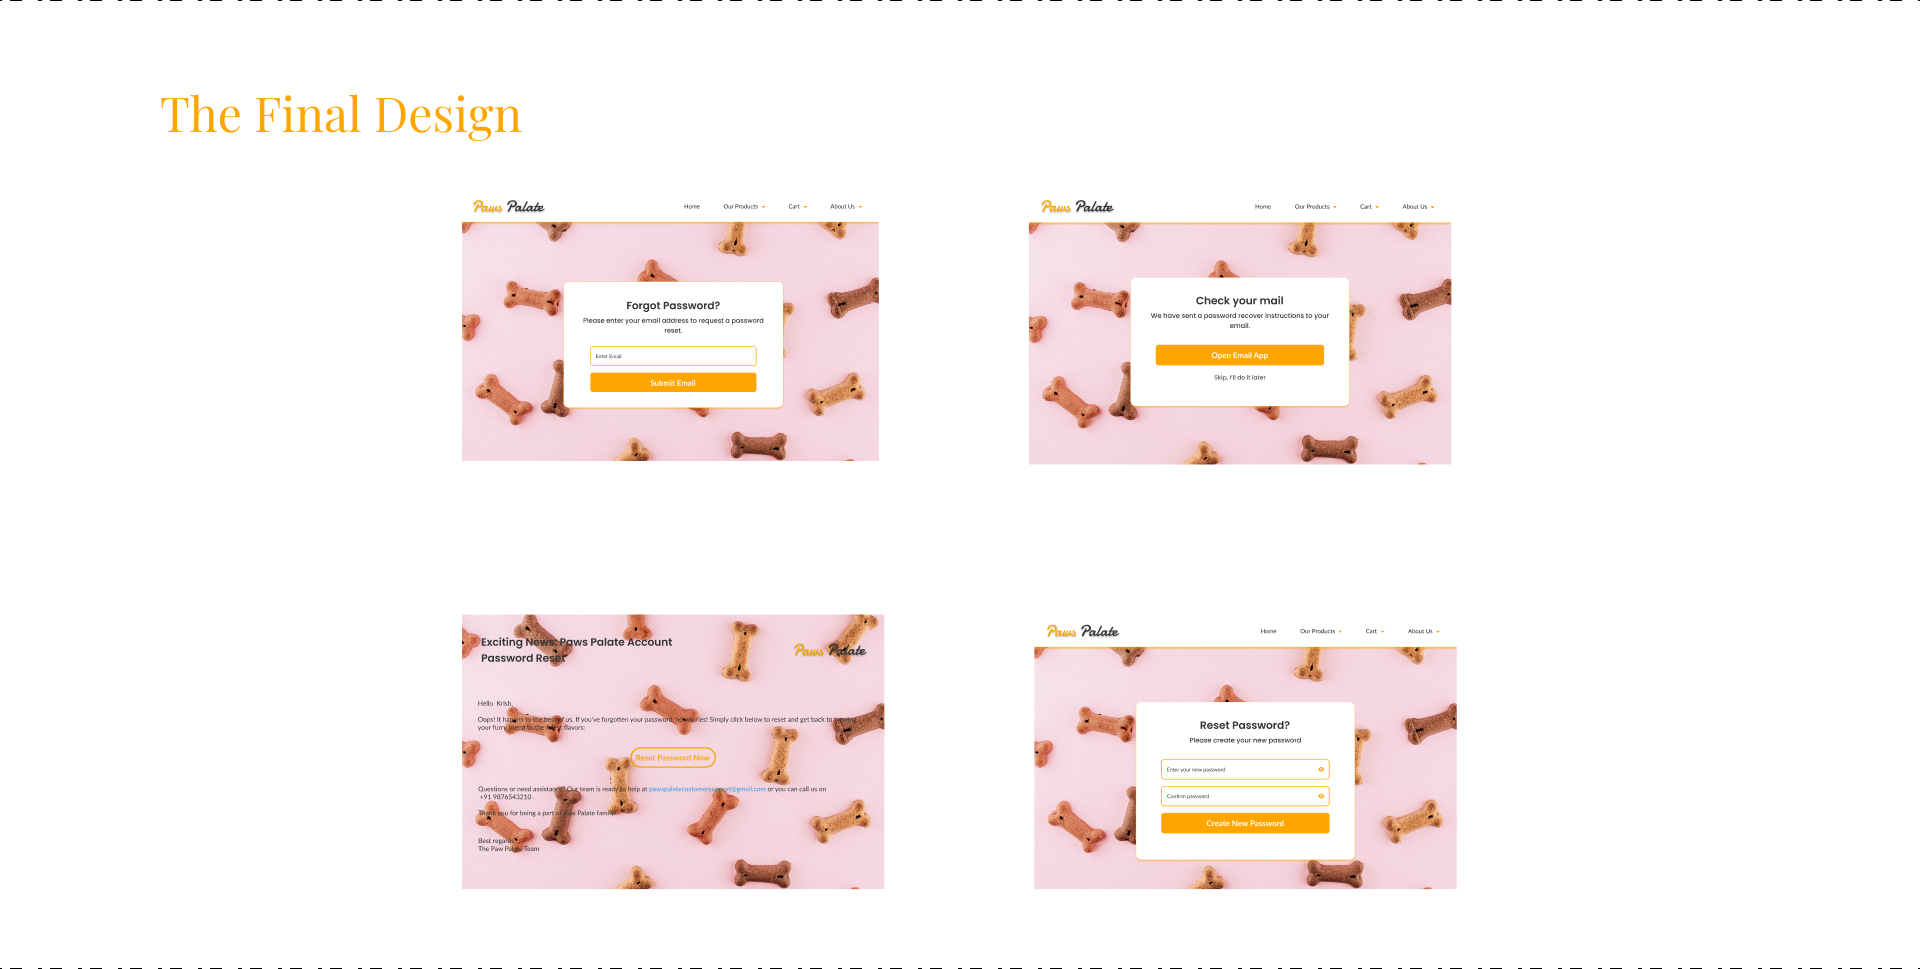 The Final Design
Paws Palate
Home Our Products Cart About Us
Forgot Password?
Please enter your email address to request a password
reset.
Enter Email
Submit Email
Paws Palate
Home Our Products Cart About Us
Check your mail
We have sent a password recover instructions to your
email.
Open Email App
Skip, I'll do it later
Exciting News: Paws Palate Account
Password Reset
Paws Palate
Hello Krish,
Oops! It happens to the best of us. If you've forgotten your password, no worries! Simply click below to reset and get back to treating
your furry friend to the finest flavors:
Reset Password Now
Questions or need assistance? Our team is ready to help at pawspalatecustomersupport@gmail.com or you can call us on
+91 9876543210 .
Thank you for being a part of Paw Palate family!
Best regards,
The Paw Palate Team
Paws Palate
Home Our Products Cart About Us
Reset Password?
Please create your new password
Enter your new password
Confirm password
Create New Password